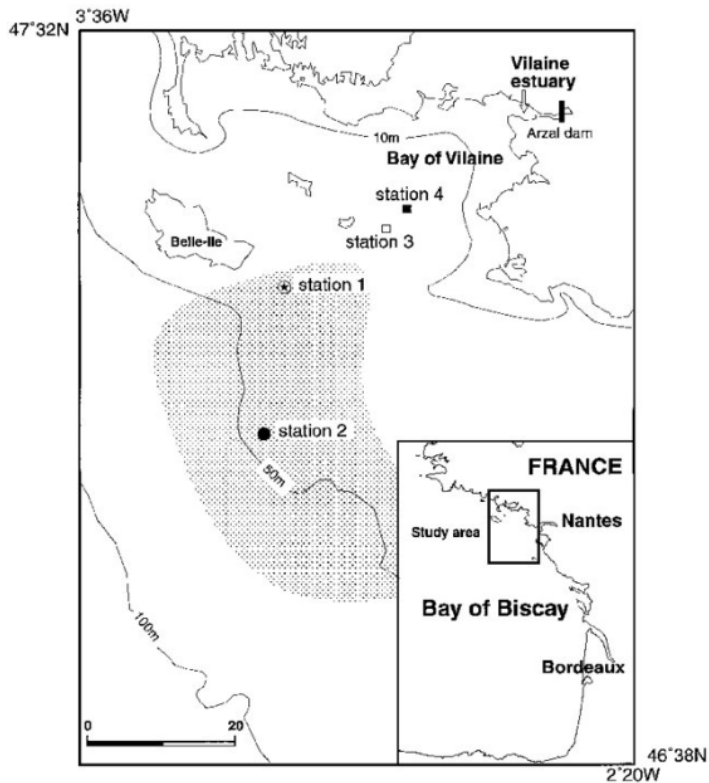 3˚36W
47˚32N
Vilaine
estuary
Arzal dam
10m
Bay of Vilaine
station 4
station 3
Belle-Ile
station 1
station 2
50m
FRANCE
Nantes
Study area
Bay of Biscay
100m
Bordeaux
0
20
46˚38N
2˚20W